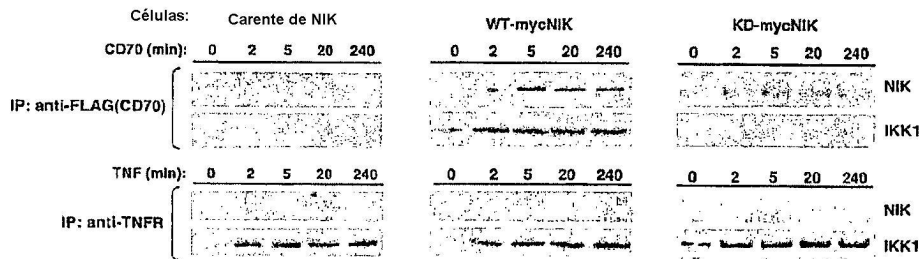 Células: Carente de NIK WT-mycNIK KD-mycNIK
CD70 (min): 0 2 5 20 240 0 2 5 20 240 0 2 5 20 240
NIK
IP: anti-FLAG(CD70)
IKK1
TNF (min): 0 2 5 20 240 0 2 5 20 240 0 2 5 20 240
NIK
IP: anti-TNFR
IKK1